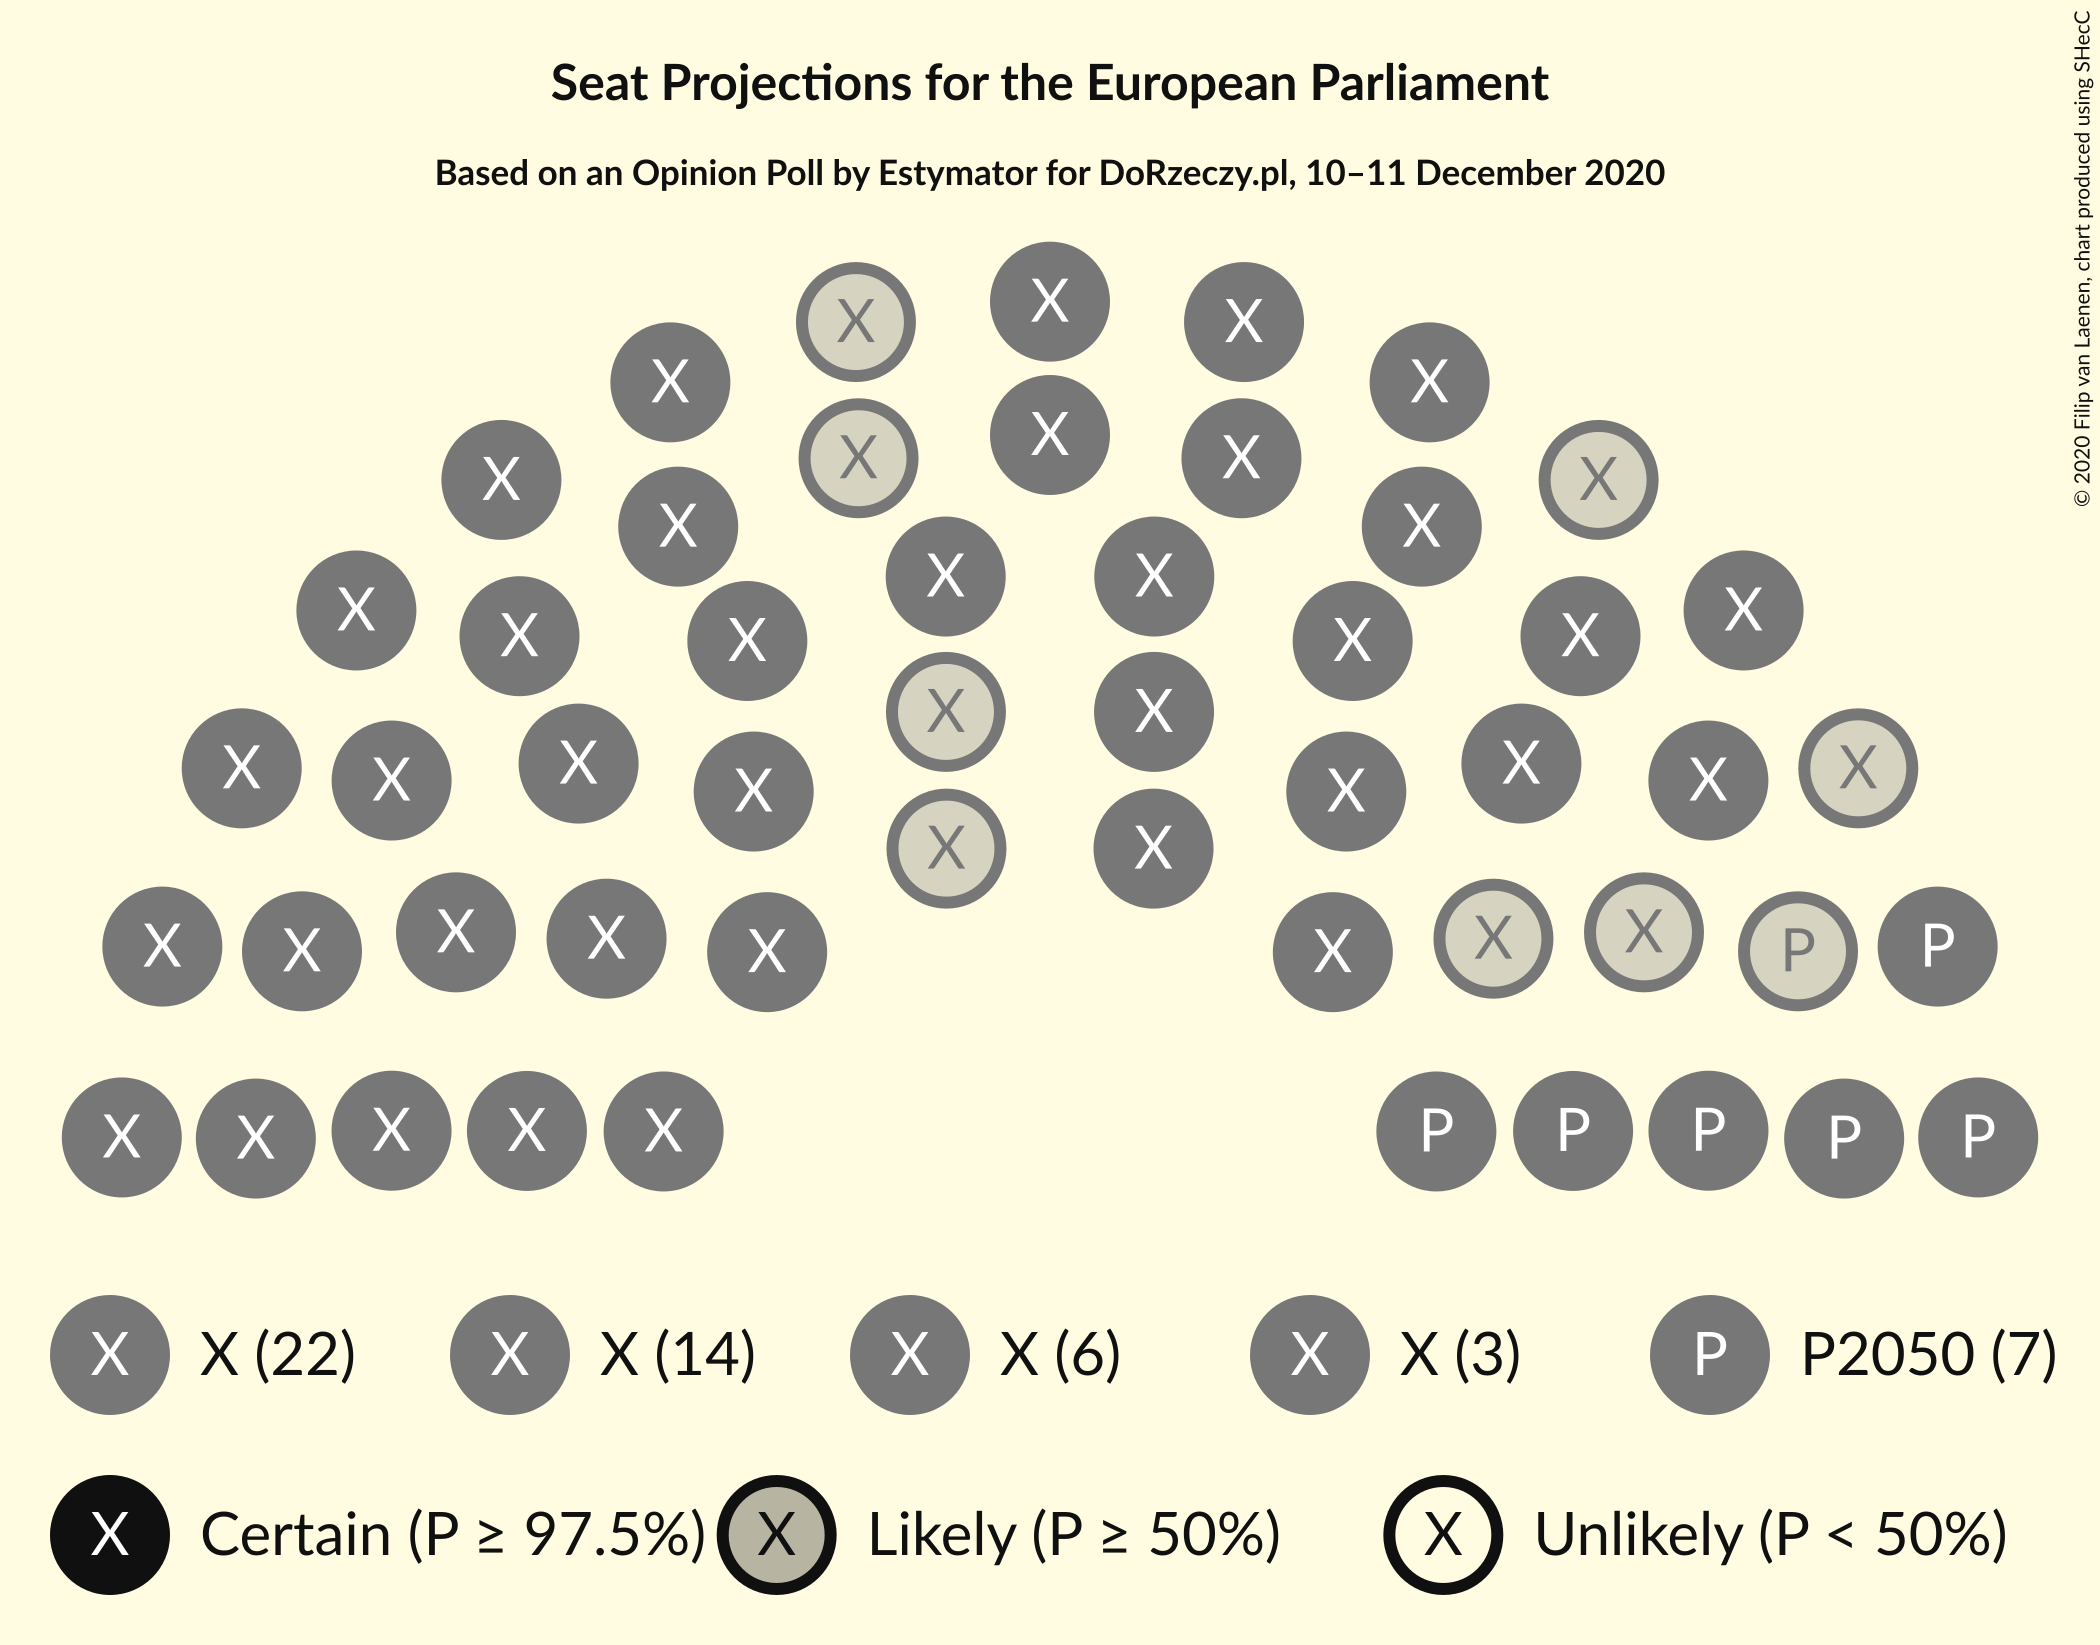 Seat Projections for the European Parliament
Based on an Opinion Poll by Estymator for DoRzeczy.pl, 10–11 December 2020
© 2020 Filip van Laenen, chart produced using SHecC
X X X X X
X X X X
X X X X X
X X X X
X X X X X X
X X X X
X X X X X X
X X X X
X X X X X X X P P
X X X X X P P P P P
X X (22) X X (14) X X (6) X X (3) P P2050 (7)
X Certain (P ≥ 97.5%) X Likely (P ≥ 50%) X Unlikely (P < 50%)